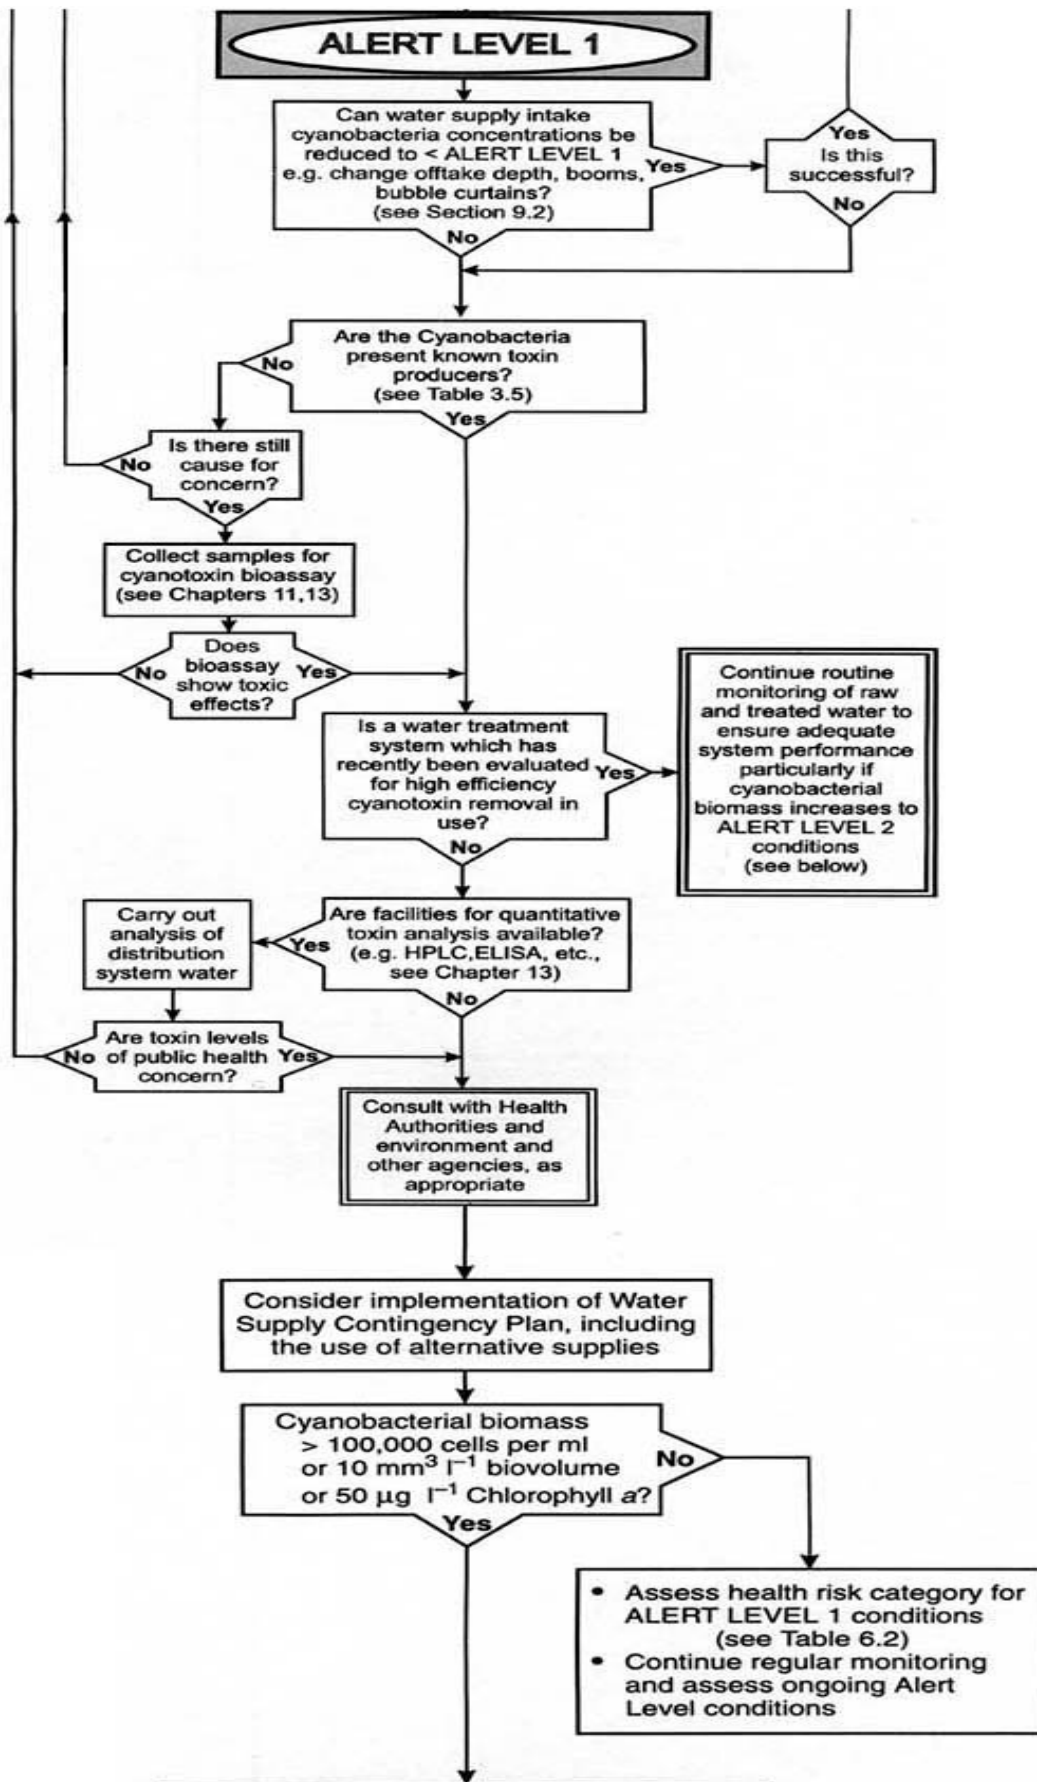 ALERT LEVEL 1
Can water supply intake
cyanobacteria concentrations be
reduced to < ALERT LEVEL 1
e.g. change offtake depth, booms,
bubble curtains?
(see Section 9.2)
Yes
No
Yes
Is this
successful?
No
Are the Cyanobacteria
present known toxin
producers?
(see Table 3.5)
No
Yes
Is there still
cause for
concern?
No
Yes
Collect samples for
cyanotoxin bioassay
(see Chapters 11,13)
Does
bioassay
show toxic
effects?
No
Yes
Is a water treatment
system which has
recently been evaluated
for high efficiency
cyanotoxin removal in
use?
Yes
No
Continue routine
monitoring of raw
and treated water to
ensure adequate
system performance
particularly if
cyanobacterial
biomass increases to
ALERT LEVEL 2
conditions
(see below)
Are facilities for quantitative
toxin analysis available?
(e.g. HPLC,ELISA, etc.,
see Chapter 13)
Yes
No
Carry out
analysis of
distribution
system water
Are toxin levels
of public health
concern?
No
Yes
Consult with Health
Authorities and
environment and
other agencies, as
appropriate
Consider implementation of Water
Supply Contingency Plan, including
the use of alternative supplies
Cyanobacterial biomass
> 100,000 cells per ml
or 10 mm³ l⁻¹ biovolume
or 50 µg l⁻¹ Chlorophyll a?
No
Yes
• Assess health risk category for
ALERT LEVEL 1 conditions
(see Table 6.2)
• Continue regular monitoring
and assess ongoing Alert
Level conditions